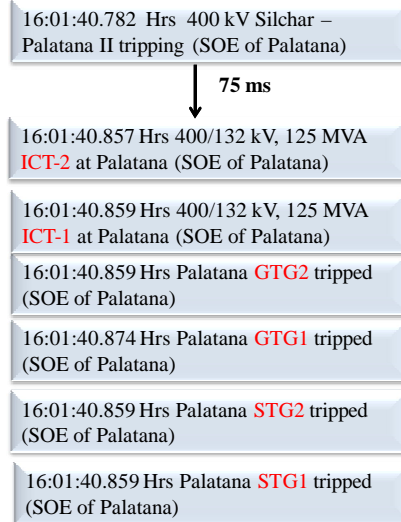 16:01:40.782 Hrs 400 kV Silchar –
Palatana II tripping (SOE of Palatana)
75 ms
16:01:40.857 Hrs 400/132 kV, 125 MVA
ICT-2 at Palatana (SOE of Palatana)
16:01:40.859 Hrs 400/132 kV, 125 MVA
ICT-1 at Palatana (SOE of Palatana)
16:01:40.859 Hrs Palatana GTG2 tripped
(SOE of Palatana)
16:01:40.874 Hrs Palatana GTG1 tripped
(SOE of Palatana)
16:01:40.859 Hrs Palatana STG2 tripped
(SOE of Palatana)
16:01:40.859 Hrs Palatana STG1 tripped
(SOE of Palatana)